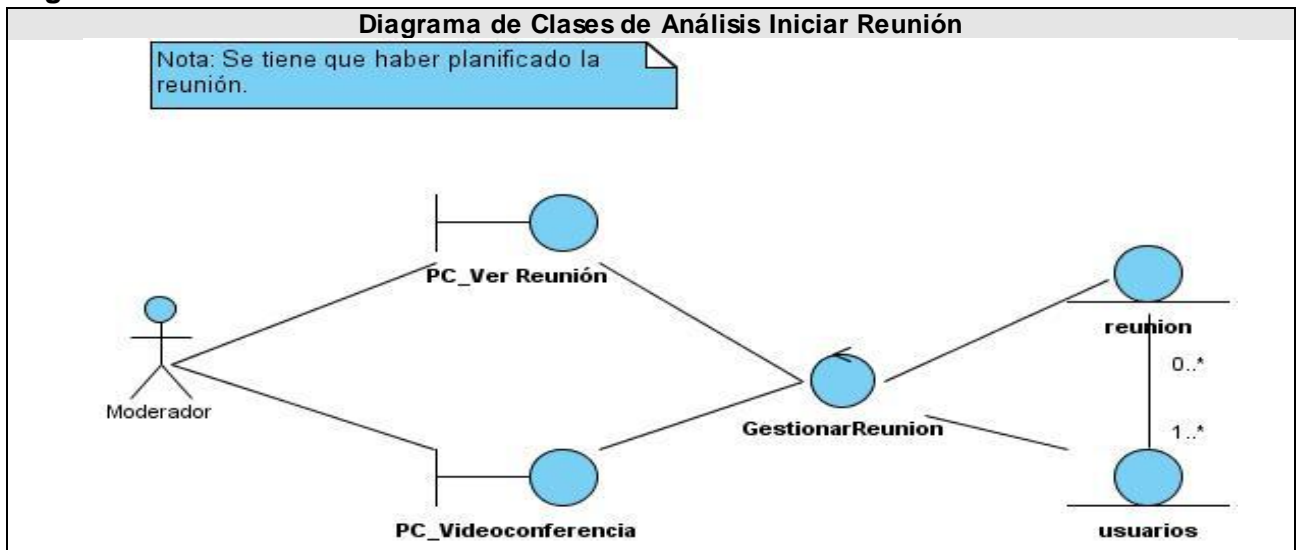 Diagrama de Clases de Análisis Iniciar Reunión
Nota: Se tiene que haber planificado la
reunión.
PC_Ver Reunión
reunion
0..*
Moderador
GestionarReunion
1..*
PC_Videoconferencia
usuarios